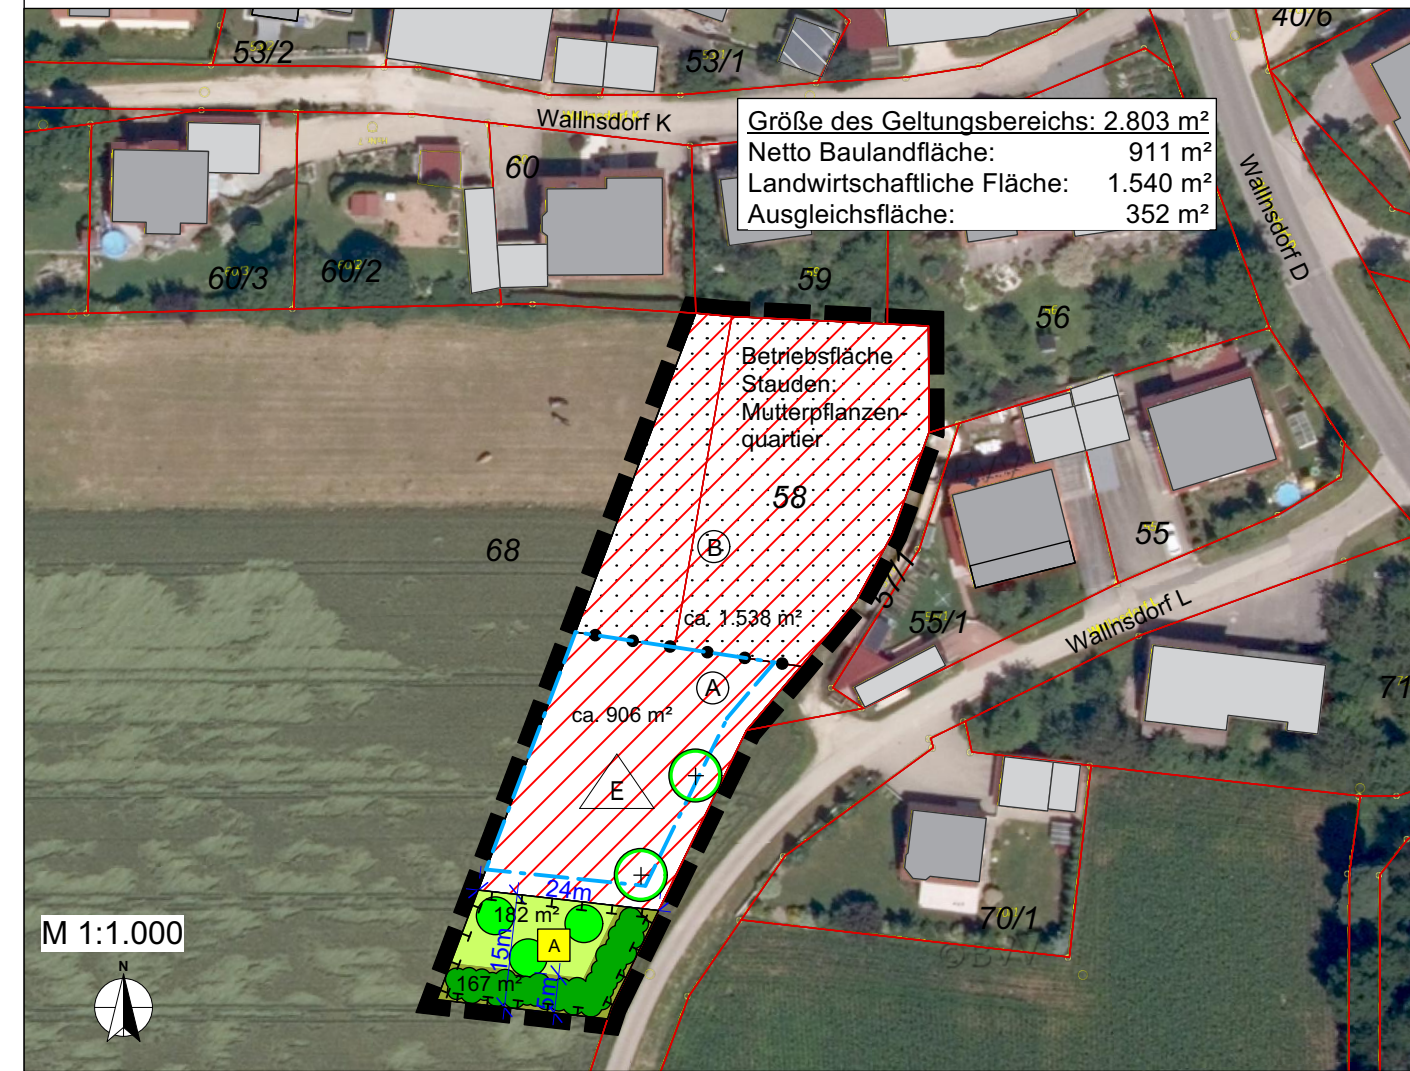 53/2
53/1
40/6
Wallnsdorf K
Größe des Geltungsbereichs: 2.803 m²
Netto Baulandfläche: 911 m²
Landwirtschaftliche Fläche: 1.540 m²
Ausgleichsfläche: 352 m²
60
Wallnsdorf D
60/3
60/2
59
56
Betriebsfläche
Stauden:
Mutterpflanzen-
quartier
58
68
B
55
57/1
ca. 1.538 m²
55/1
Wallnsdorf L
A
71
ca. 906 m²
E
24m
182 m²
70/1
M 1:1.000
A
15m
167 m²
5m
N